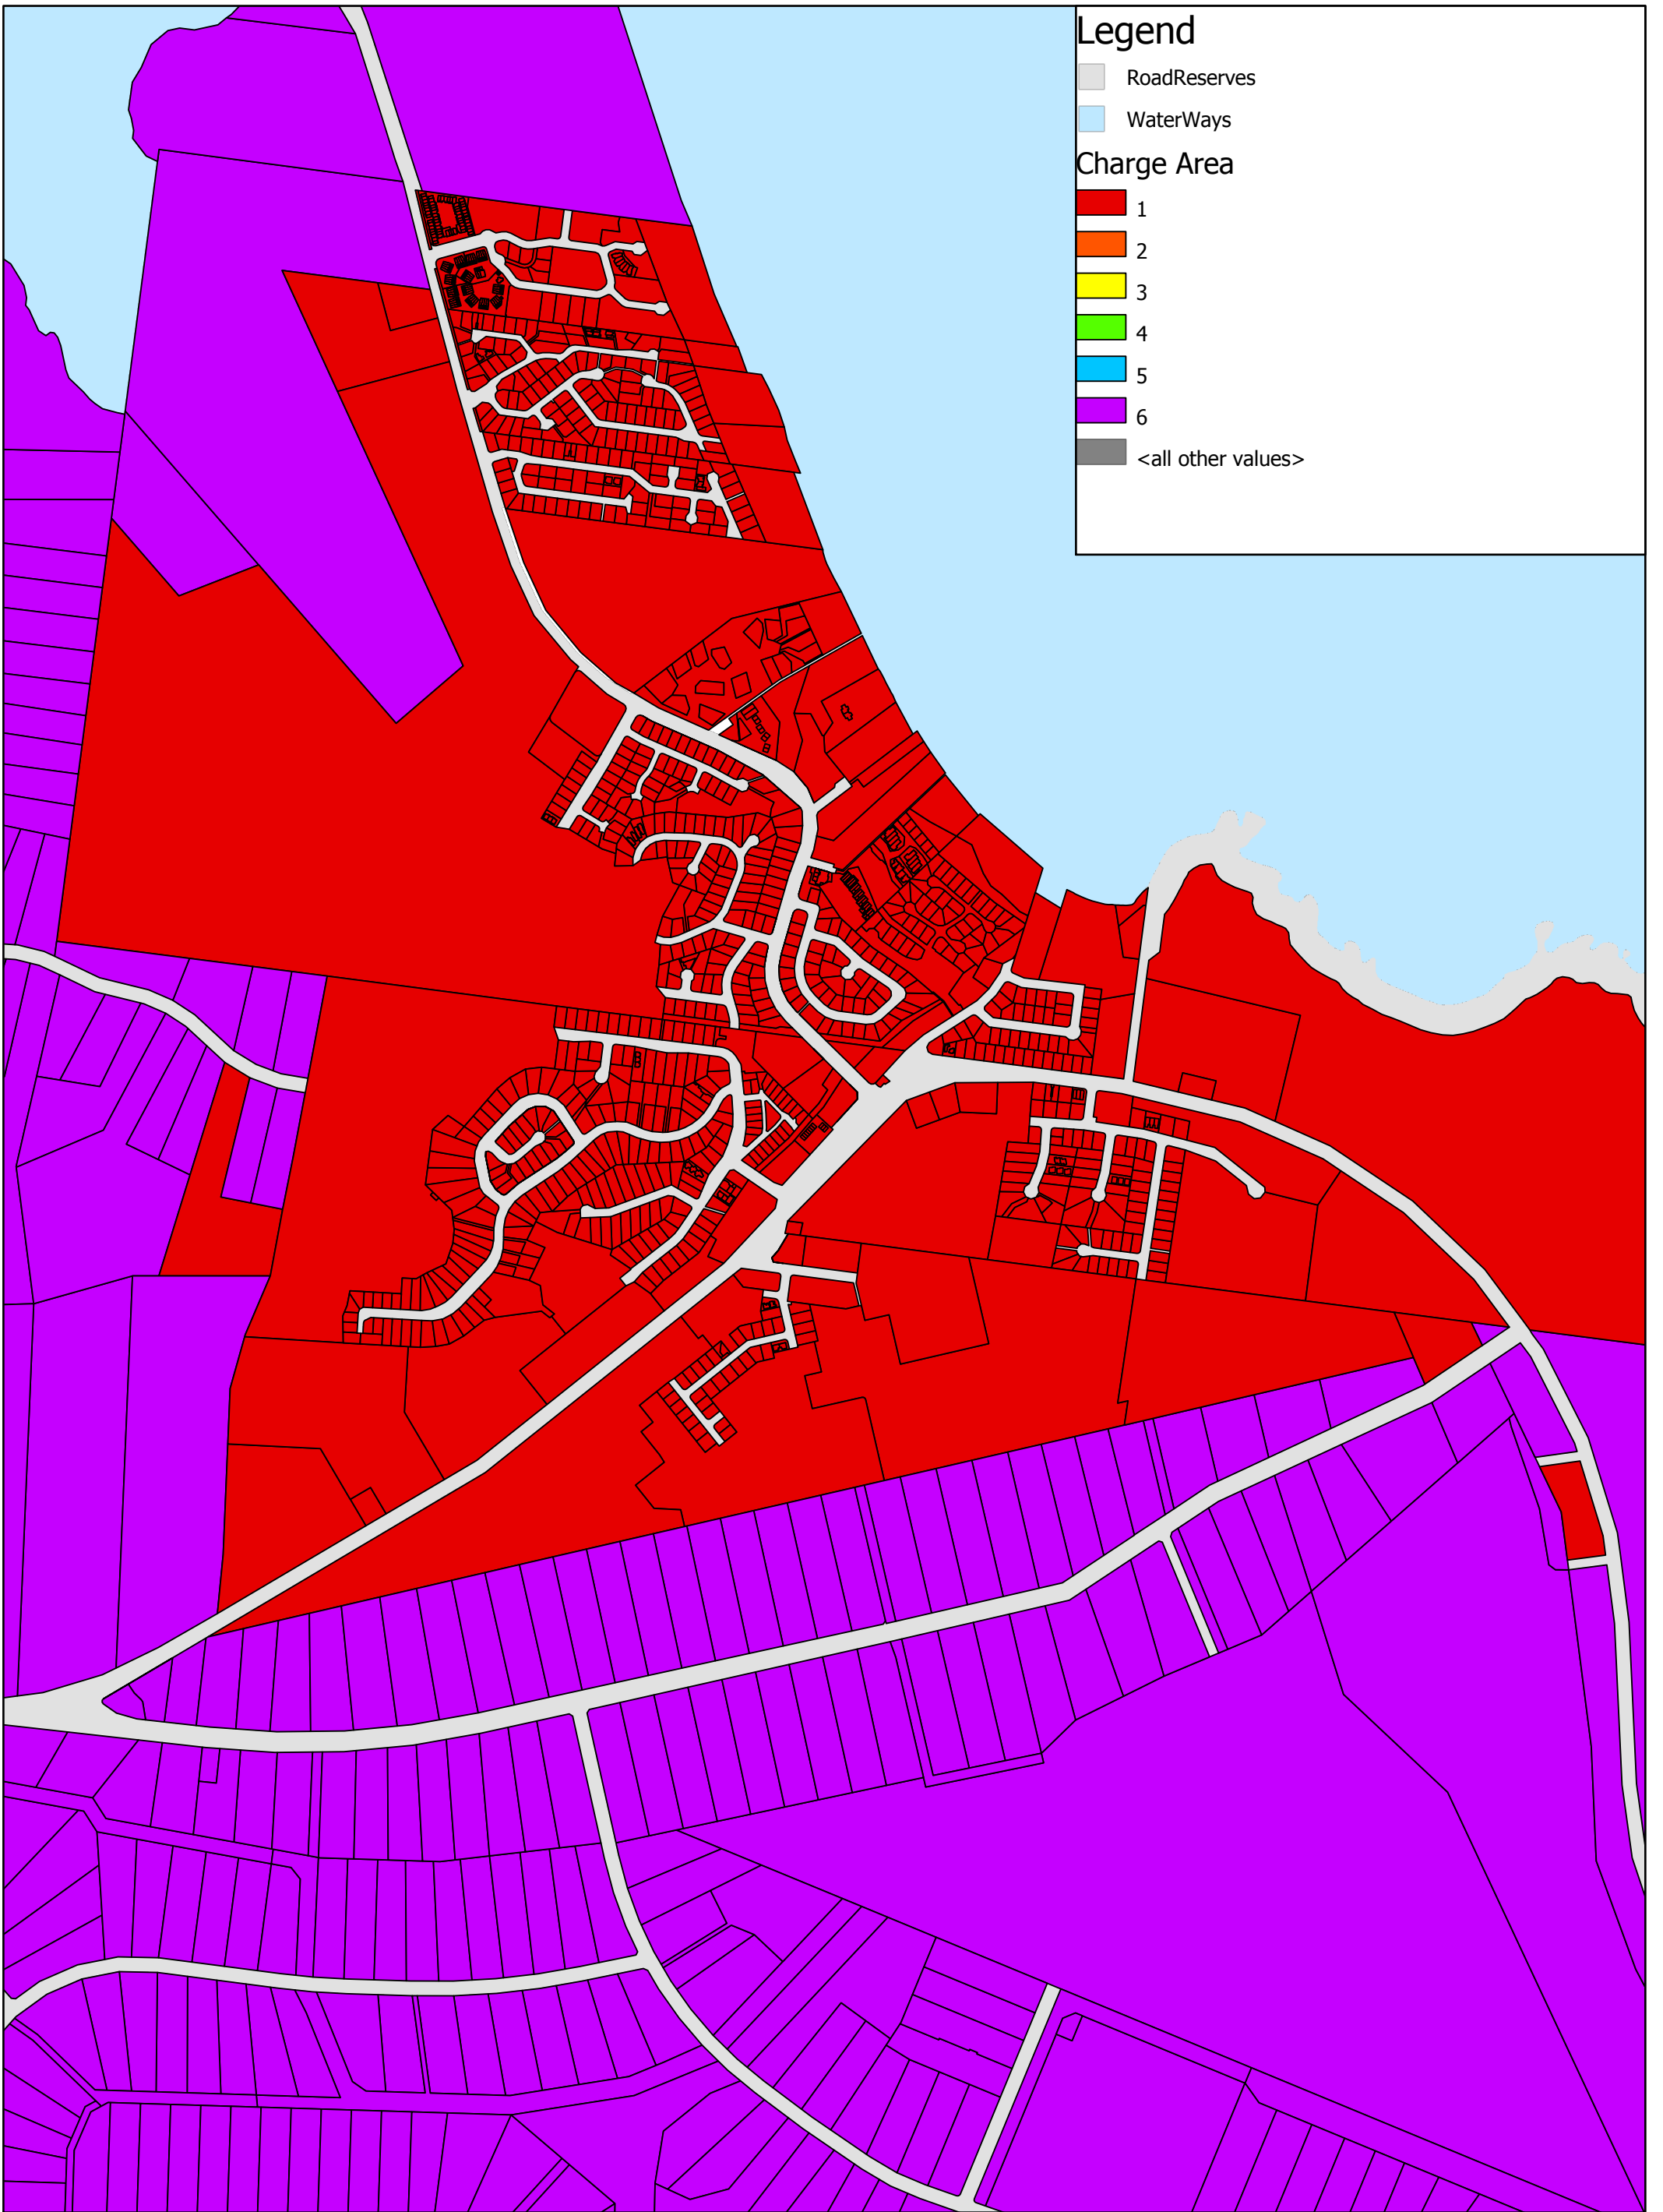 Legend
RoadReserves
WaterWays
Charge Area
1
2
3
4
5
6
<all other values>